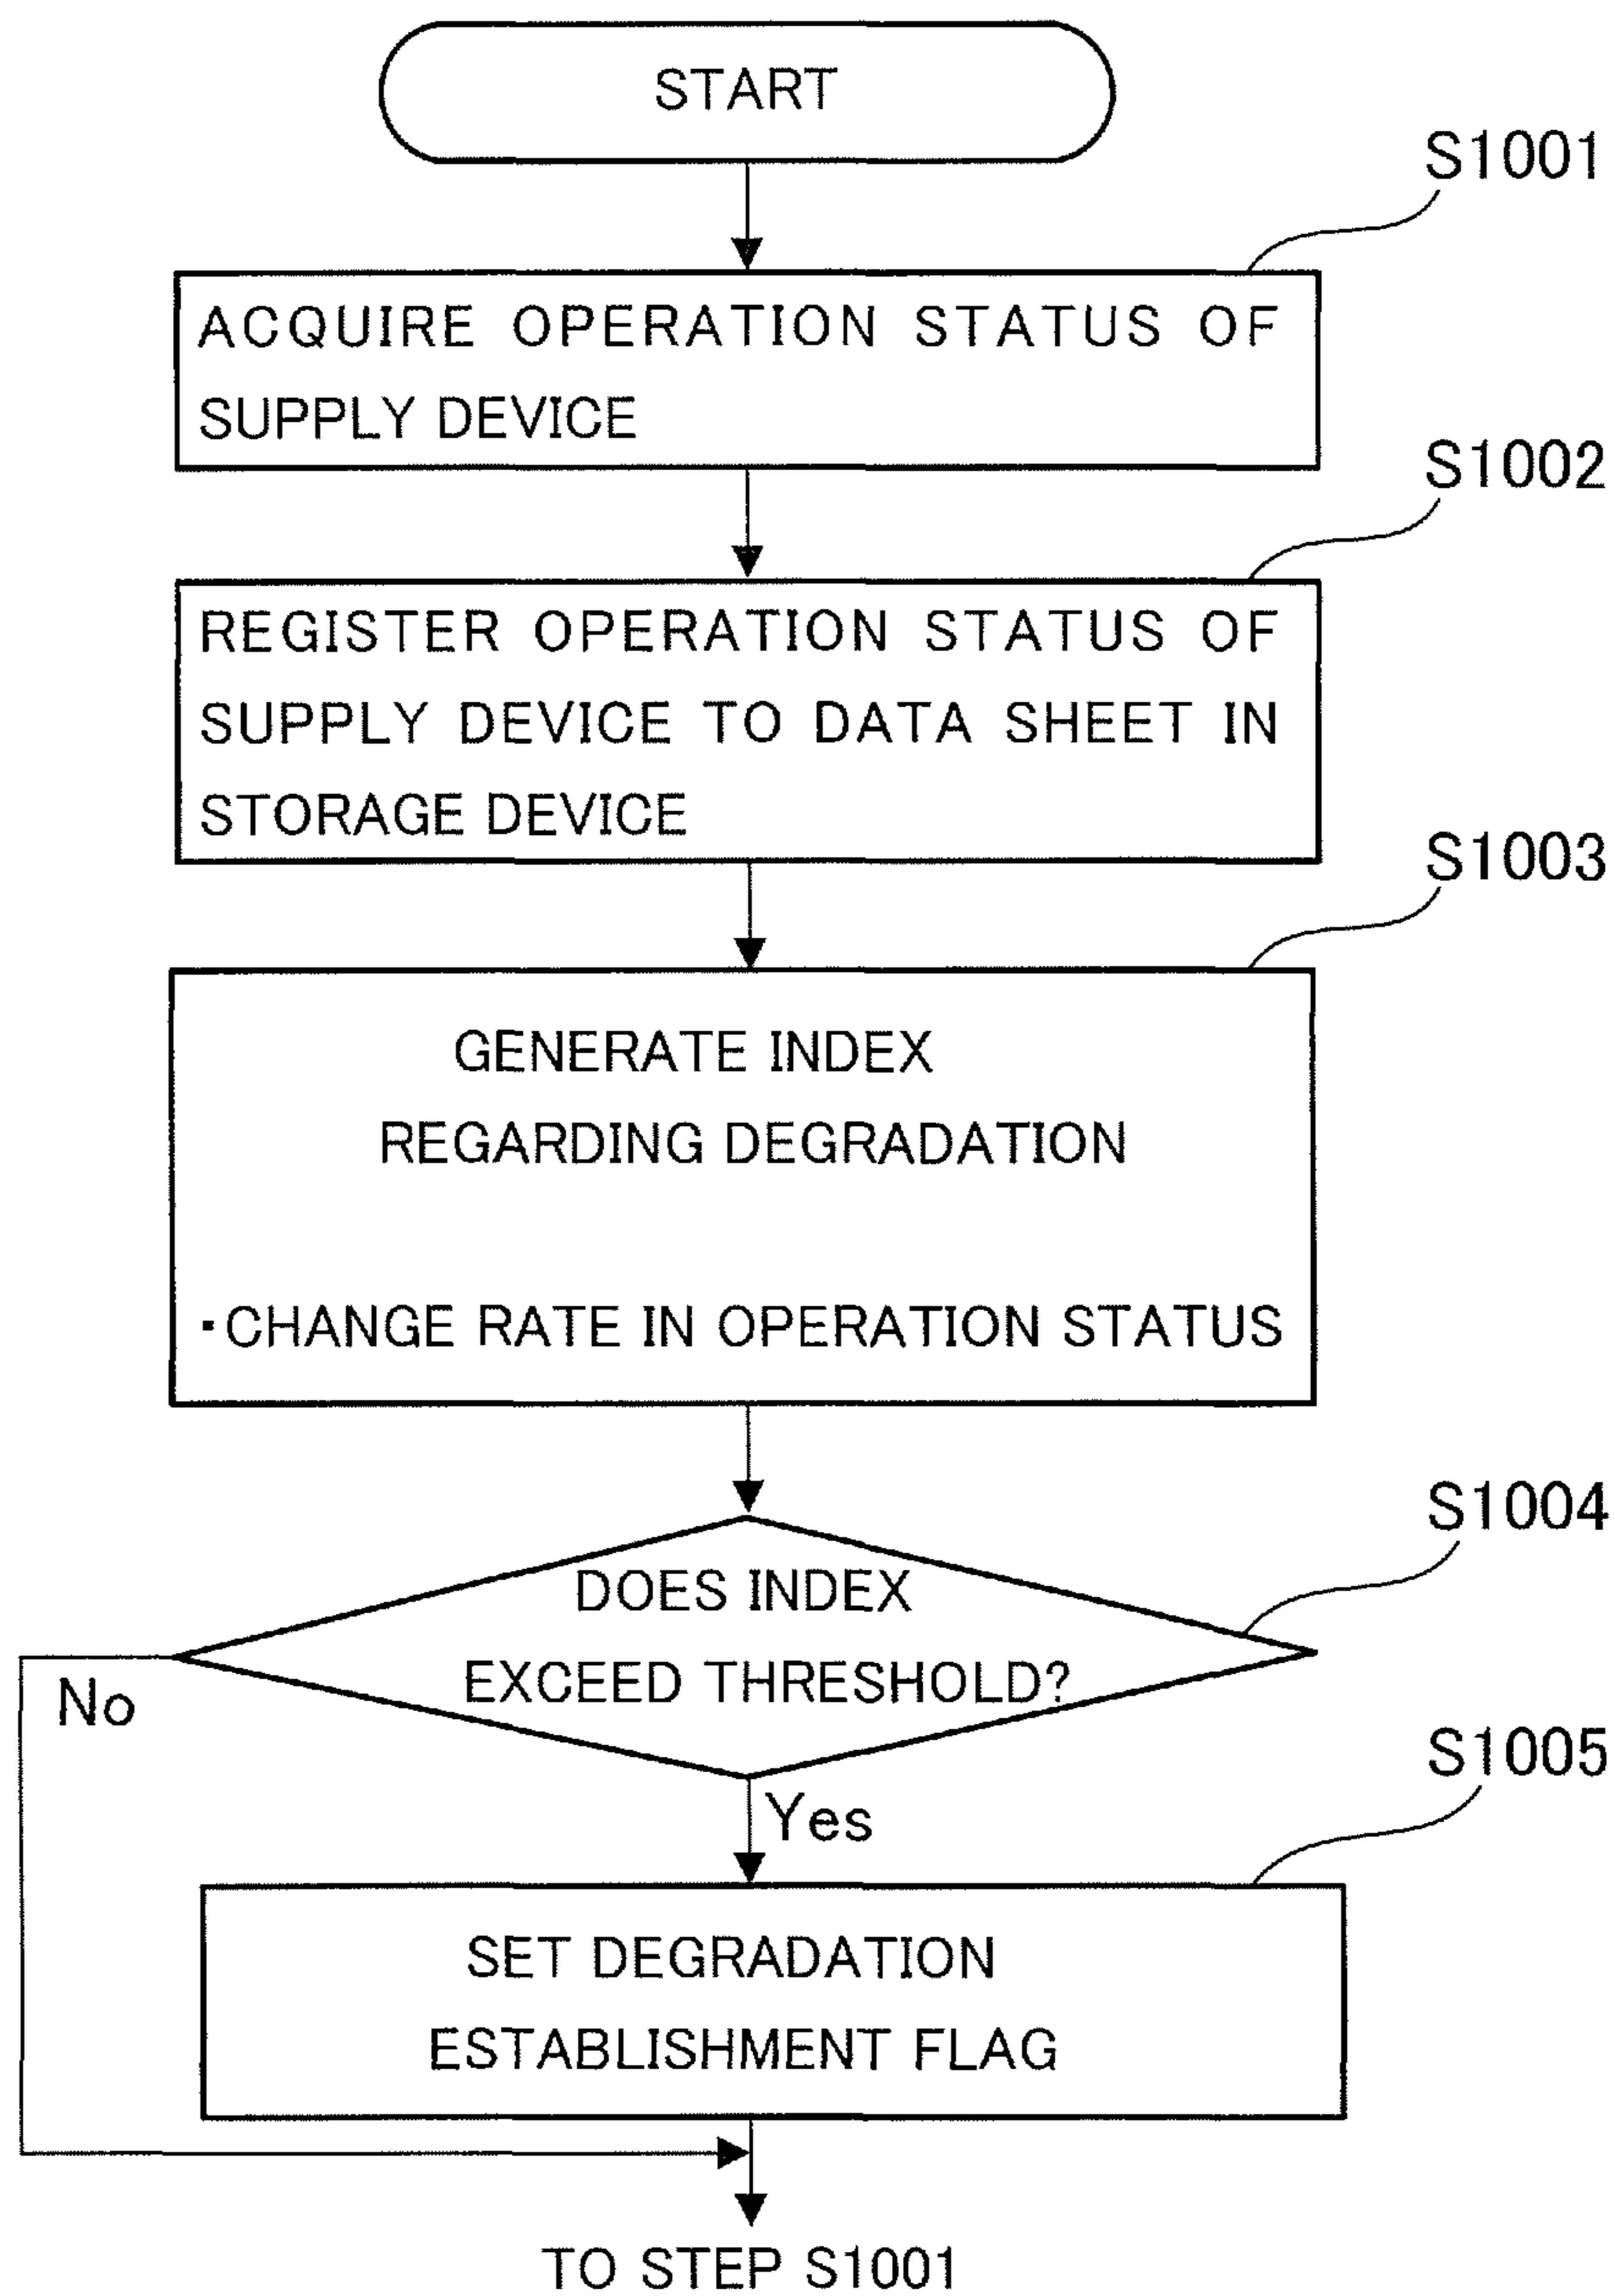 START
S1001
ACQUIRE OPERATION STATUS OF
SUPPLY DEVICE
S1002
REGISTER OPERATION STATUS OF
SUPPLY DEVICE TO DATA SHEET IN
STORAGE DEVICE
S1003
GENERATE INDEX
REGARDING DEGRADATION
・CHANGE RATE IN OPERATION STATUS
S1004
DOES INDEX
EXCEED THRESHOLD?
No
S1005
Yes
SET DEGRADATION
ESTABLISHMENT FLAG
TO STEP S1001